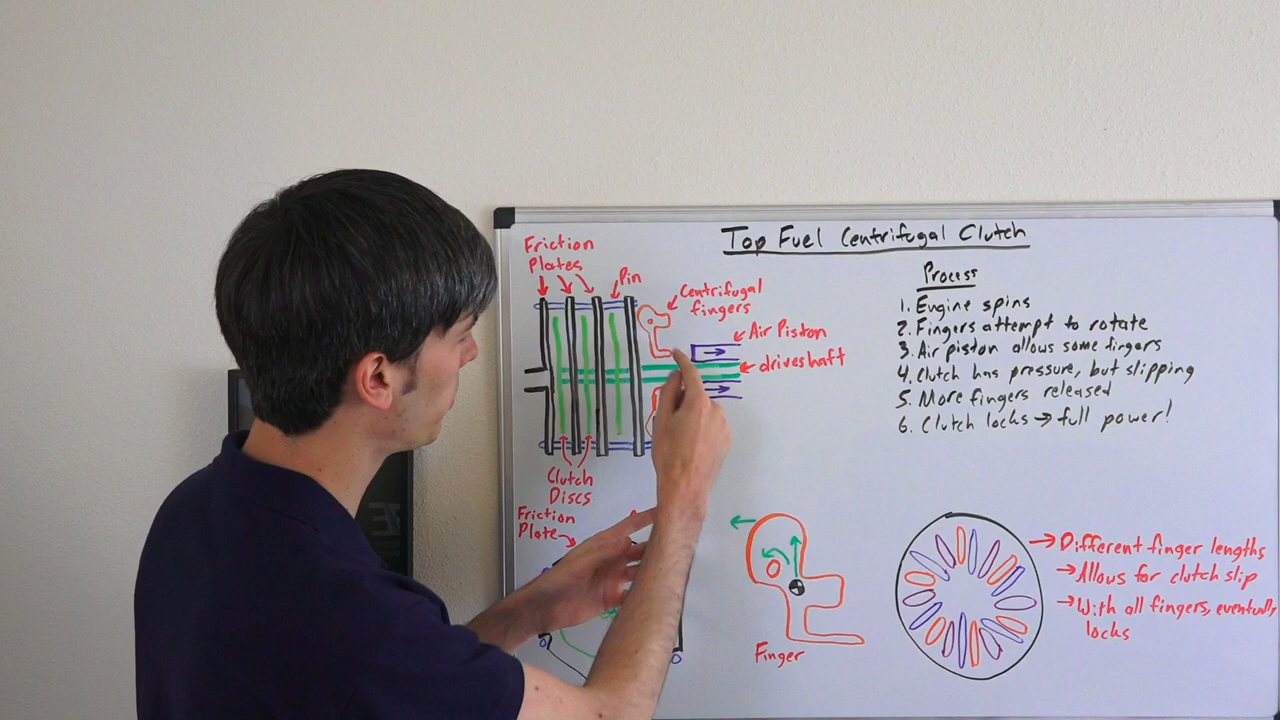 Top Fuel Centrifugal Clutch
Friction
Plates
Pin
Centrifugal
fingers
Air Piston
driveshaft
Clutch
Discs
Process
1. Engine spins
2. Fingers attempt to rotate
3. Air piston allows some fingers
4. Clutch has pressure, but slipping
5. More fingers released
6. Clutch locks → full power!
Friction
Plate
Finger
→ Different finger lengths
→ Allows for clutch slip
→ With all fingers, eventually
locks